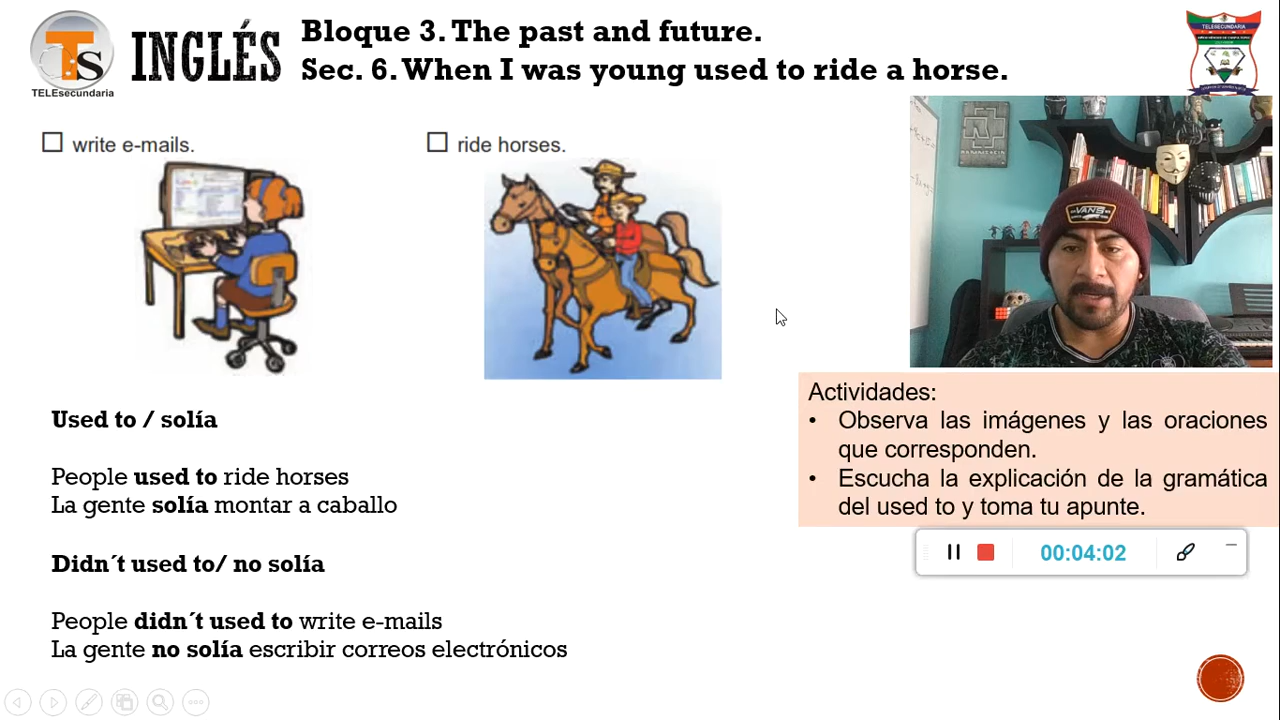 TS
TELEsecundaria
INGLÉS
Bloque 3. The past and future.
Sec. 6. When I was young used to ride a horse.
TELESECUNDARIA
write e-mails.
ride horses.
RAMMSTEIN
VANS
Used to / solía
People used to ride horses
La gente solía montar a caballo
Didn´t used to/ no solía
People didn´t used to write e-mails
La gente no solía escribir correos electrónicos
Actividades:
• Observa las imágenes y las oraciones
que corresponden.
• Escucha la explicación de la gramática
del used to y toma tu apunte.
00:04:02